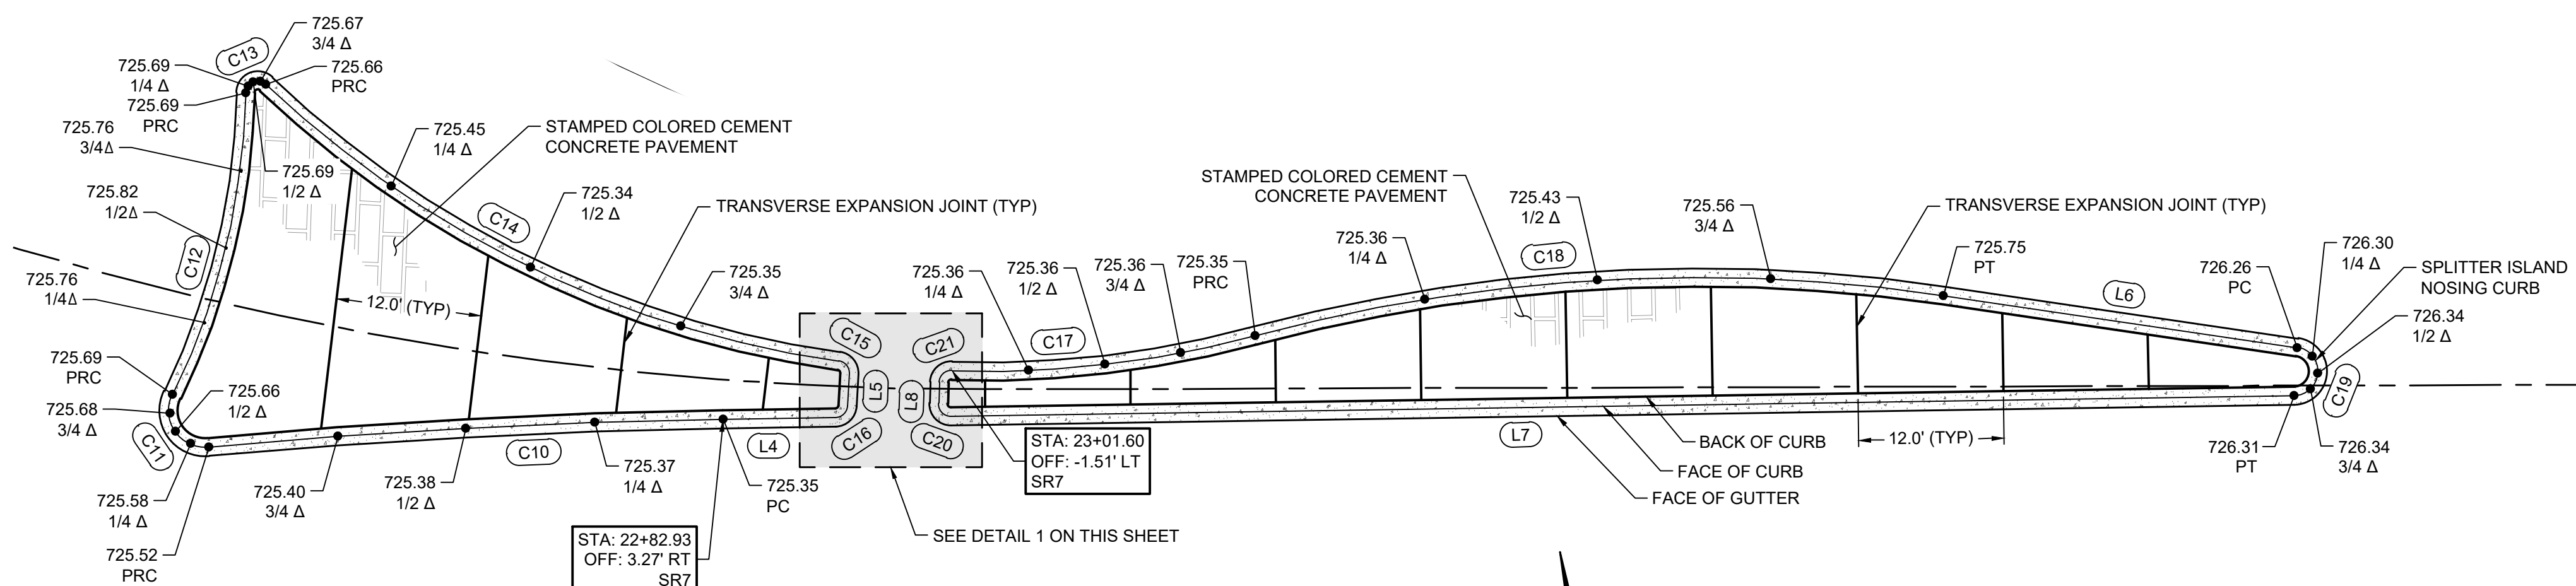 725.67
3/4 Δ
C13
725.69
1/4 Δ
725.66
PRC
725.69
PRC
725.76
3/4Δ
725.45
1/4 Δ
STAMPED COLORED CEMENT
CONCRETE PAVEMENT
725.69
1/2 Δ
725.82
1/2Δ
725.34
1/2 Δ
C14
TRANSVERSE EXPANSION JOINT (TYP)
C12
725.76
1/4Δ
12.0' (TYP)
725.35
3/4 Δ
725.69
PRC
725.66
1/2 Δ
725.68
3/4 Δ
C11
725.58
1/4 Δ
725.52
PRC
725.40
3/4 Δ
725.38
1/2 Δ
C10
725.37
1/4 Δ
L4
725.35
PC
STA: 22+82.93
OFF: 3.27' RT
SR7
C15
C21
L5
L8
C16
C20
SEE DETAIL 1 ON THIS SHEET
STA: 23+01.60
OFF: -1.51' LT
SR7
725.36
1/4 Δ
C17
725.36
1/2 Δ
725.36
3/4 Δ
725.35
PRC
STAMPED COLORED CEMENT
CONCRETE PAVEMENT
725.36
1/4 Δ
725.43
1/2 Δ
C18
725.56
3/4 Δ
TRANSVERSE EXPANSION JOINT (TYP)
725.75
PT
L6
726.26
PC
726.30
1/4 Δ
SPLITTER ISLAND
NOSING CURB
726.34
1/2 Δ
C19
726.34
3/4 Δ
726.31
PT
12.0' (TYP)
L7
BACK OF CURB
FACE OF CURB
FACE OF GUTTER